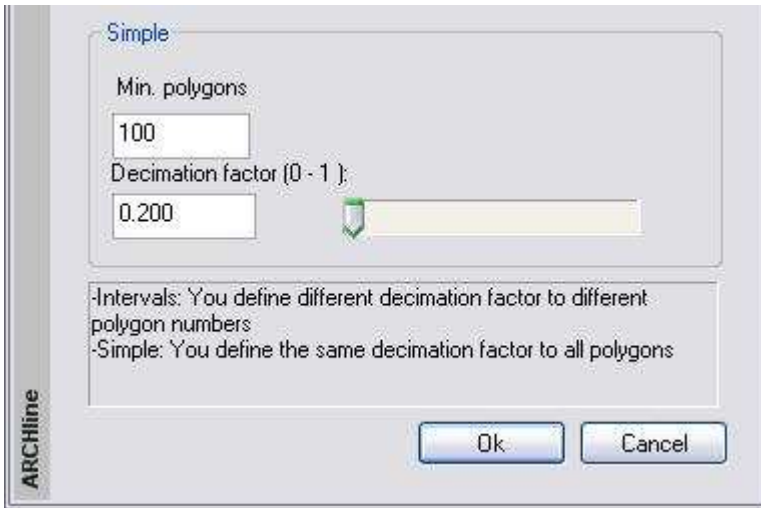 Simple
Min. polygons
100
Decimation factor (0 - 1 ):
0.200
-Intervals: You define different decimation factor to different
polygon numbers
-Simple: You define the same decimation factor to all polygons
Ok
Cancel
ARCHline